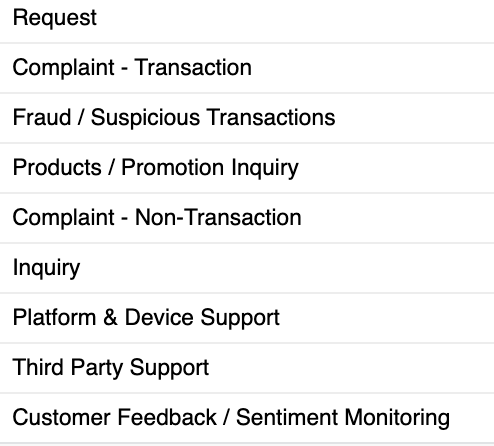 Request
Complaint - Transaction
Fraud / Suspicious Transactions
Products / Promotion Inquiry
Complaint - Non-Transaction
Inquiry
Platform & Device Support
Third Party Support
Customer Feedback / Sentiment Monitoring